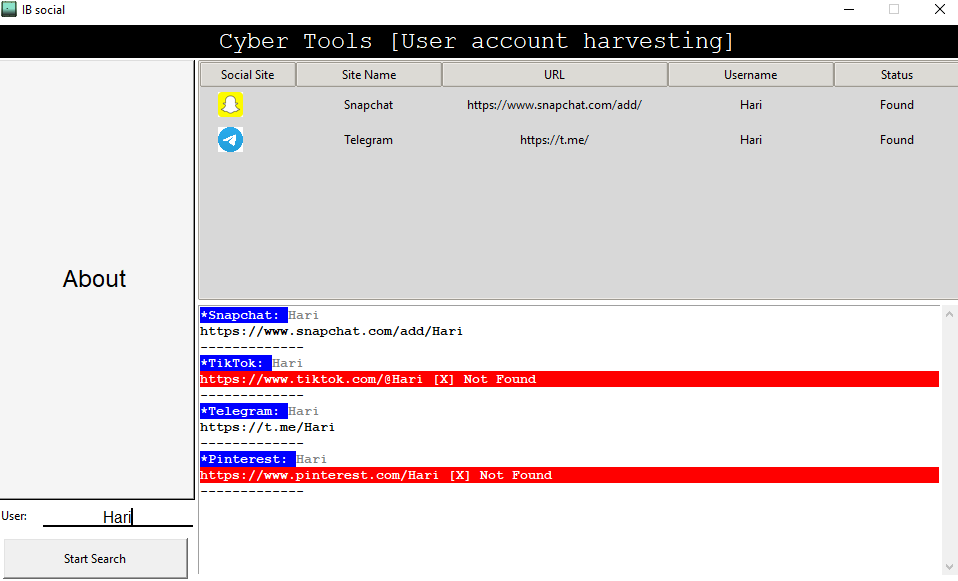 IB social
Cyber Tools [User account harvesting]
Social Site Site Name URL Username Status
Snapchat https://www.snapchat.com/add/ Hari Found
Telegram https://t.me/ Hari Found
About
*Snapchat: Hari
https://www.snapchat.com/add/Hari
-------------
*TikTok: Hari
https://www.tiktok.com/@Hari [X] Not Found
-------------
*Telegram: Hari
https://t.me/Hari
-------------
*Pinterest: Hari
https://www.pinterest.com/Hari [X] Not Found
-------------
User: Hari
Start Search